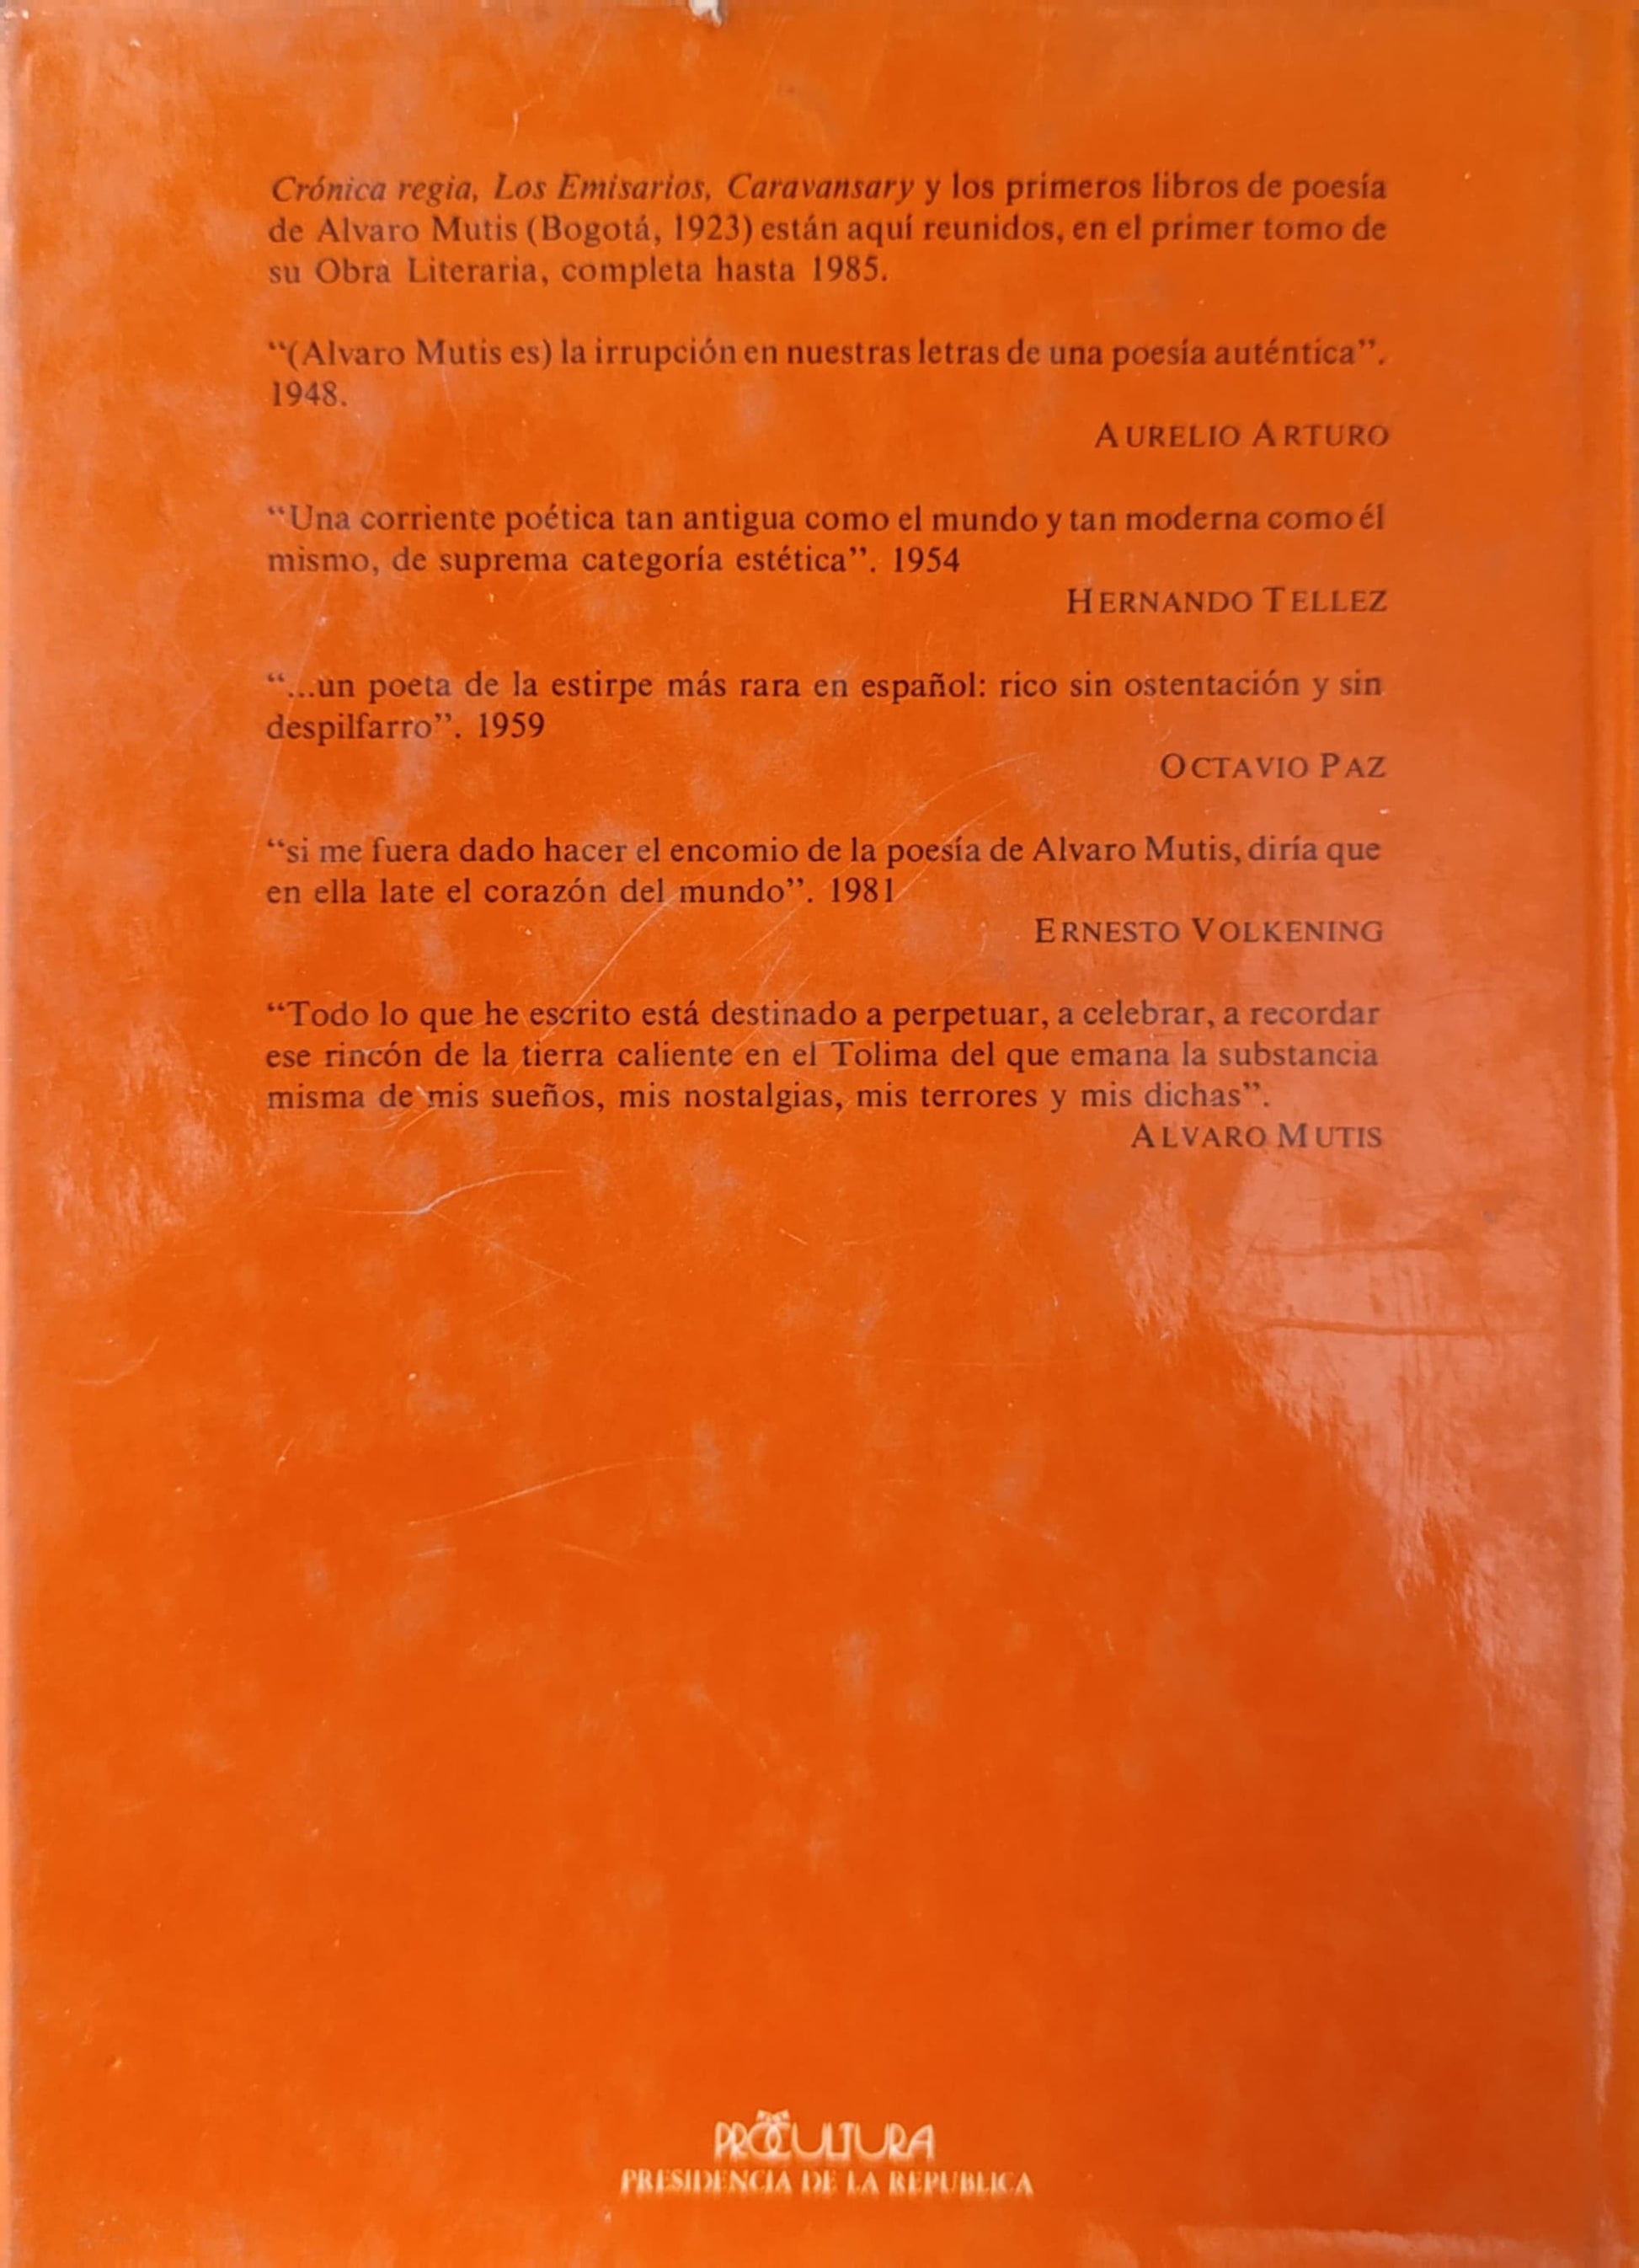 Crónica regia, Los Emisarios, Caravansary y los primeros libros de poesía
de Alvaro Mutis (Bogotá, 1923) están aquí reunidos, en el primer tomo de
su Obra Literaria, completa hasta 1985.
“(Alvaro Mutis es) la irrupción en nuestras letras de una poesía auténtica”.
1948.
AURELIO ARTURO
“Una corriente poética tan antigua como el mundo y tan moderna como él
mismo, de suprema categoría estética”. 1954
HERNANDO TELLEZ
“...un poeta de la estirpe más rara en español: rico sin ostentación y sin
despilfarro”. 1959
OCTAVIO PAZ
“si me fuera dado hacer el encomio de la poesía de Alvaro Mutis, diría que
en ella late el corazón del mundo”. 1981
ERNESTO VOLKENING
“Todo lo que he escrito está destinado a perpetuar, a celebrar, a recordar
ese rincón de la tierra caliente en el Tolima del que emana la substancia
misma de mis sueños, mis nostalgias, mis terrores y mis dichas”.
ALVARO MUTIS
PROCULTURA
PRESIDENCIA DE LA REPUBLICA